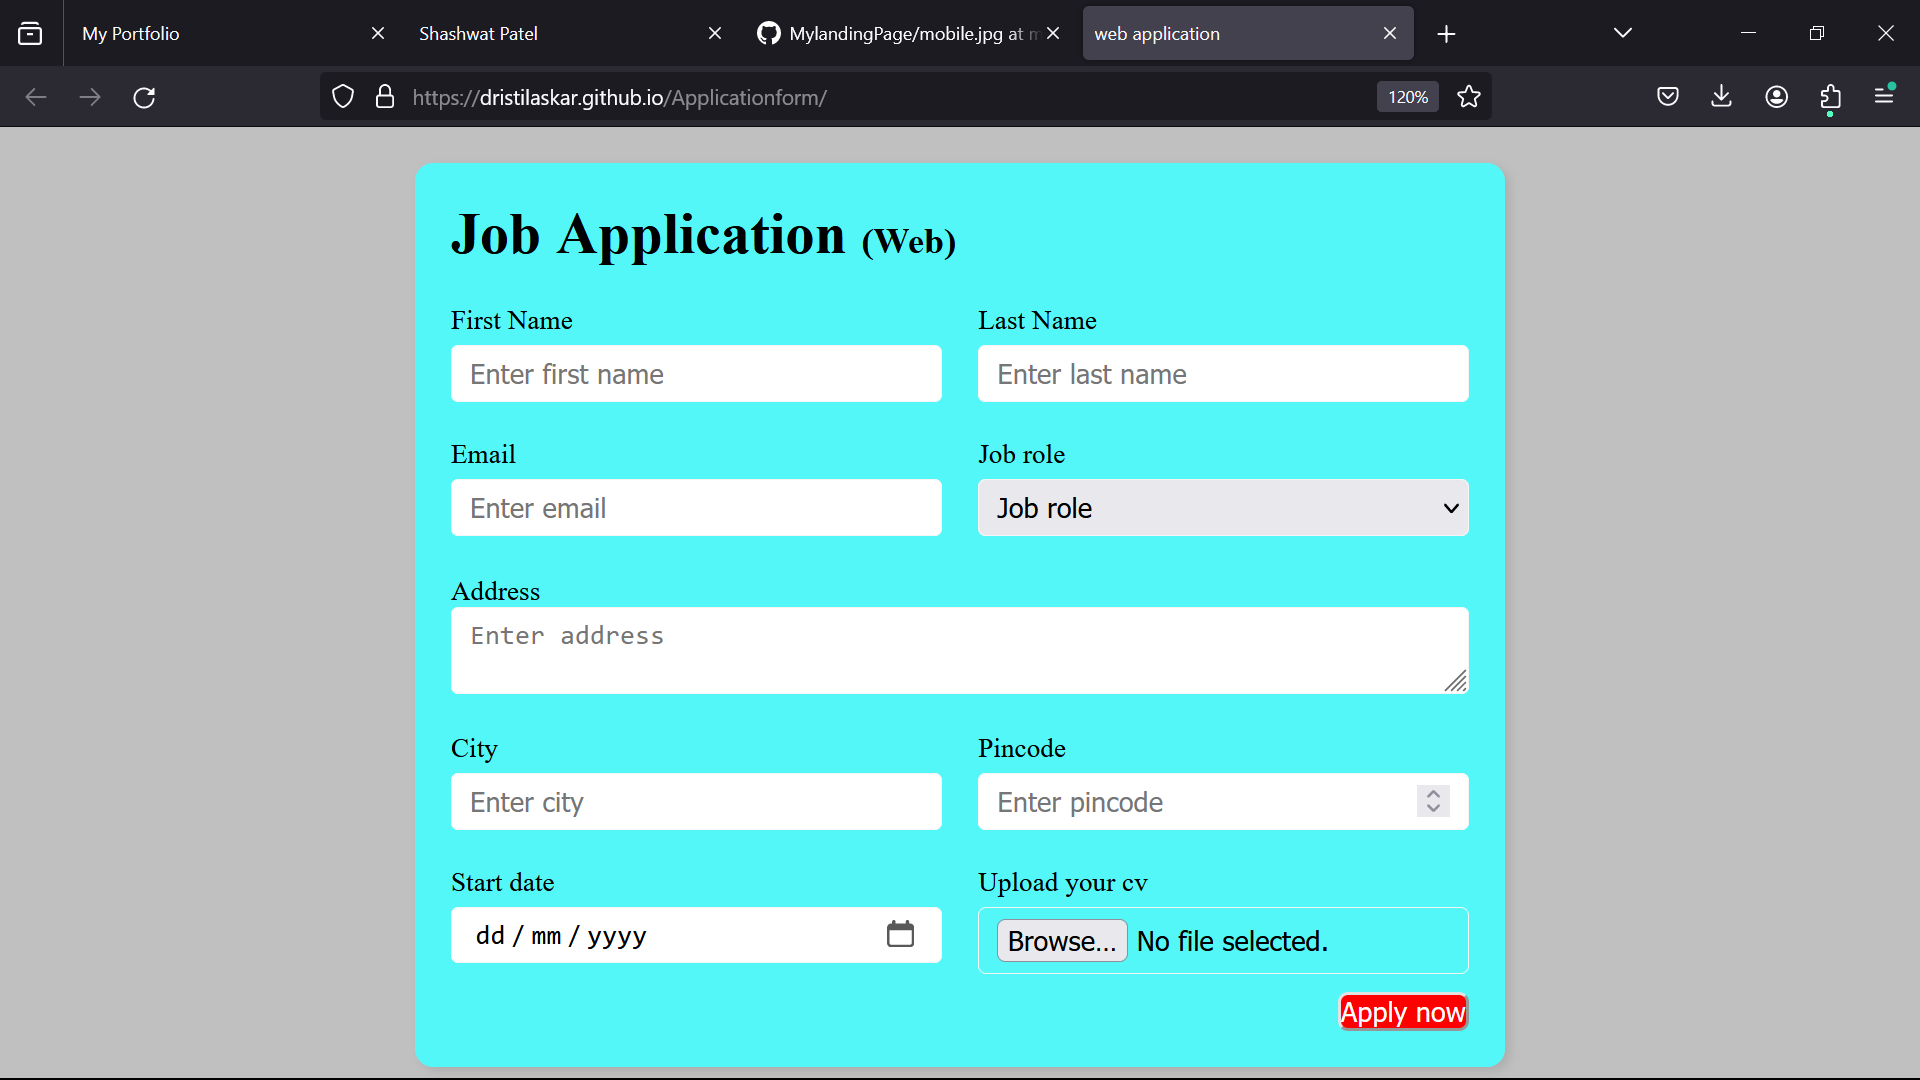 My Portfolio
Shashwat Patel
MylandingPage/mobile.jpg at m
web application
https://dristilaskar.github.io/Applicationform/
120%
Job Application (Web)
First Name
Last Name
Enter first name
Enter last name
Email
Job role
Enter email
Job role
Address
Enter address
City
Pincode
Enter city
Enter pincode
Start date
Upload your cv
dd / mm / yyyy
Browse... No file selected.
Apply now